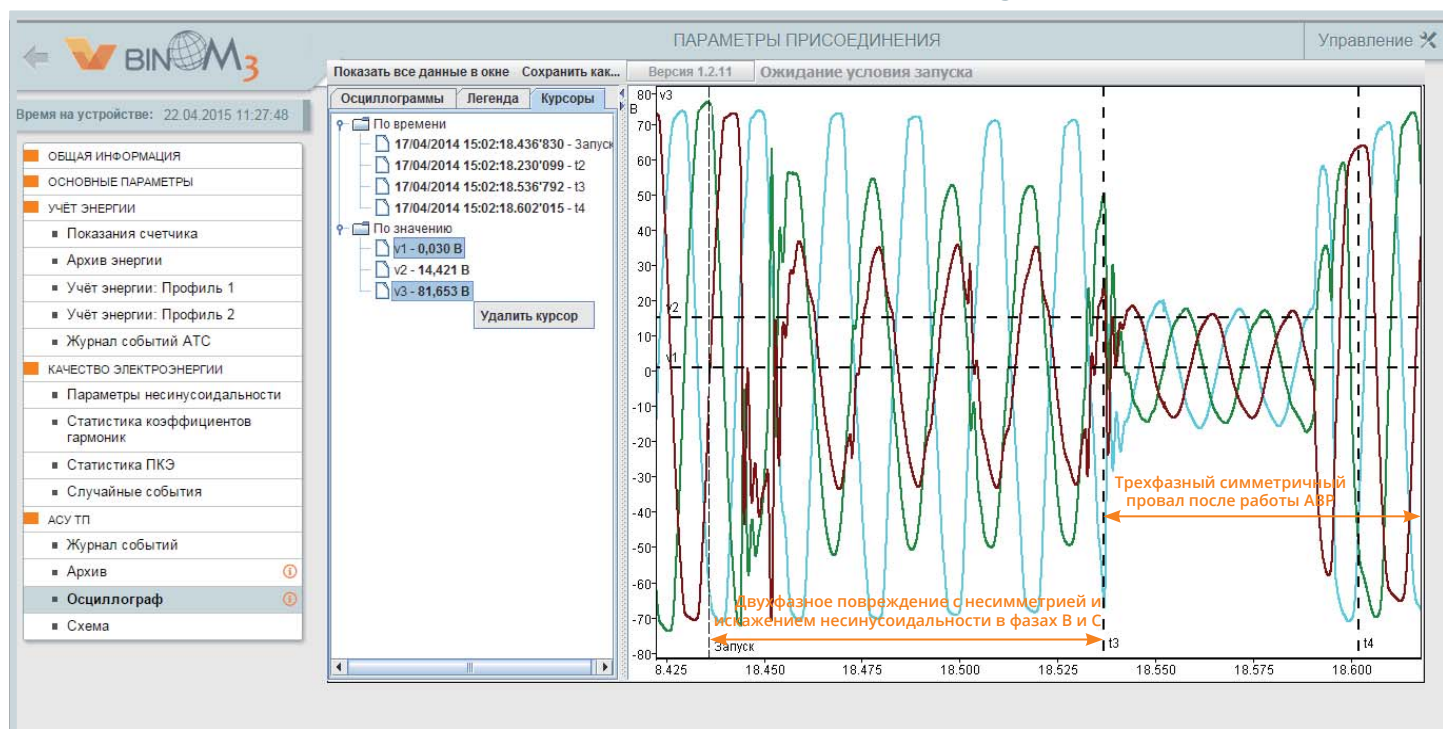 ПАРАМЕТРЫ ПРИСОЕДИНЕНИЯ
Управление
BINOM3
Время на устройстве: 22.04.2015 11:27:48
ОБЩАЯ ИНФОРМАЦИЯ
ОСНОВНЫЕ ПАРАМЕТРЫ
УЧЁТ ЭНЕРГИИ
Показания счетчика
Архив энергии
Учёт энергии: Профиль 1
Учёт энергии: Профиль 2
Журнал событий АТС
КАЧЕСТВО ЭЛЕКТРОЭНЕРГИИ
Параметры несинусоидальности
Статистика коэффициентов
гармоник
Статистика ПКЭ
Случайные события
АСУ ТП
Журнал событий
Архив
Осциллограф
Схема
Показать все данные в окне Сохранить как...
Версия 1.2.11
Ожидание условия запуска
Осциллограммы Легенда Курсоры
По времени
17/04/2014 15:02:18.436'830 - Запуск
17/04/2014 15:02:18.230'099 - t2
17/04/2014 15:02:18.536'792 - t3
17/04/2014 15:02:18.602'015 - t4
По значению
v1 - 0,030 В
v2 - 14,421 В
v3 - 81,653 В
Удалить курсор
80 v3
В
70
60
50
40
30
20
v2
10
v1
0
-10
-20
-30
-40
-50
-60
-70
-80
Трехфазный симметричный
провал после работы АВР
Двухфазное повреждение с несимметрией и
искажением несинусоидальности в фазах В и С
Запуск
t3
t4
8.425 18.450 18.475 18.500 18.525 18.550 18.575 18.600